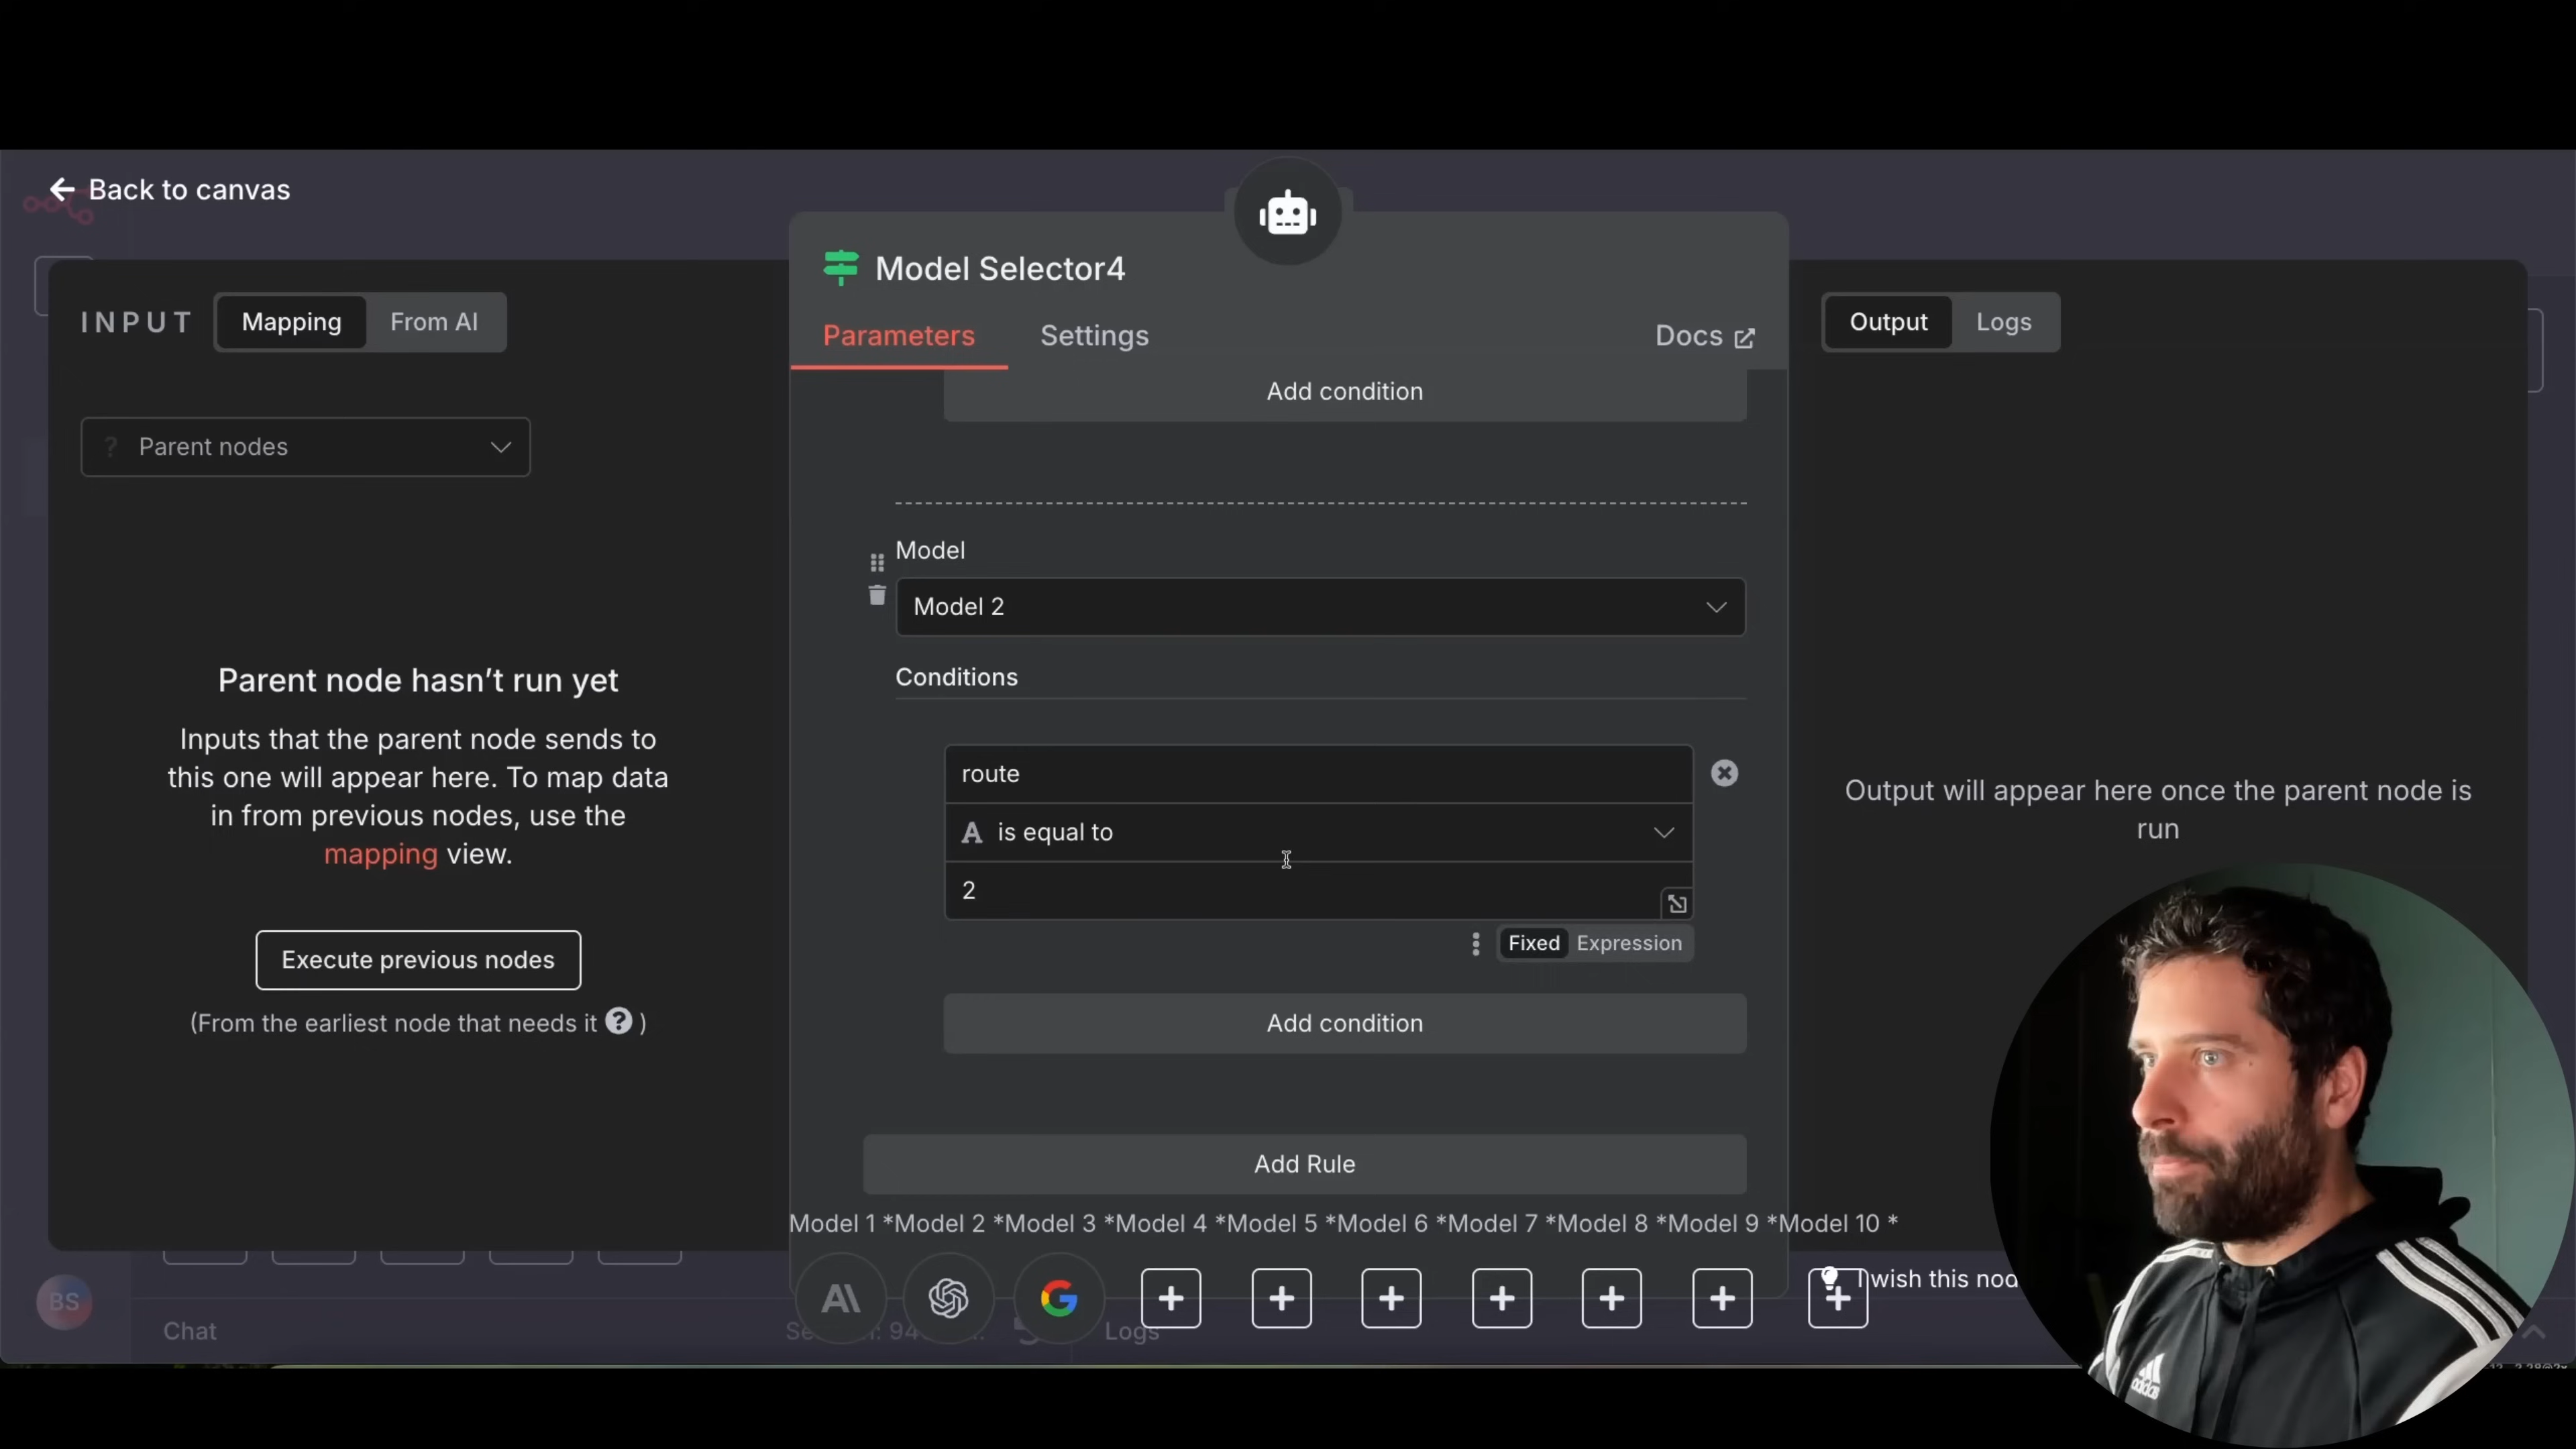 Back to canvas
Model Selector4
INPUT
Mapping
From AI
Parameters
Settings
Docs
Output
Logs
Add condition
Parent nodes
Model
Model 2
Conditions
Parent node hasn't run yet
Inputs that the parent node sends to
this one will appear here. To map data
in from previous nodes, use the
mapping view.
route
is equal to
2
Output will appear here once the parent node is
run
Fixed
Expression
Execute previous nodes
(From the earliest node that needs it ? )
Add condition
Add Rule
Model 1 *Model 2 *Model 3 *Model 4 *Model 5 *Model 6 *Model 7 *Model 8 *Model 9 *Model 10 *
I wish this nod
BS
Chat
Logs
adidas